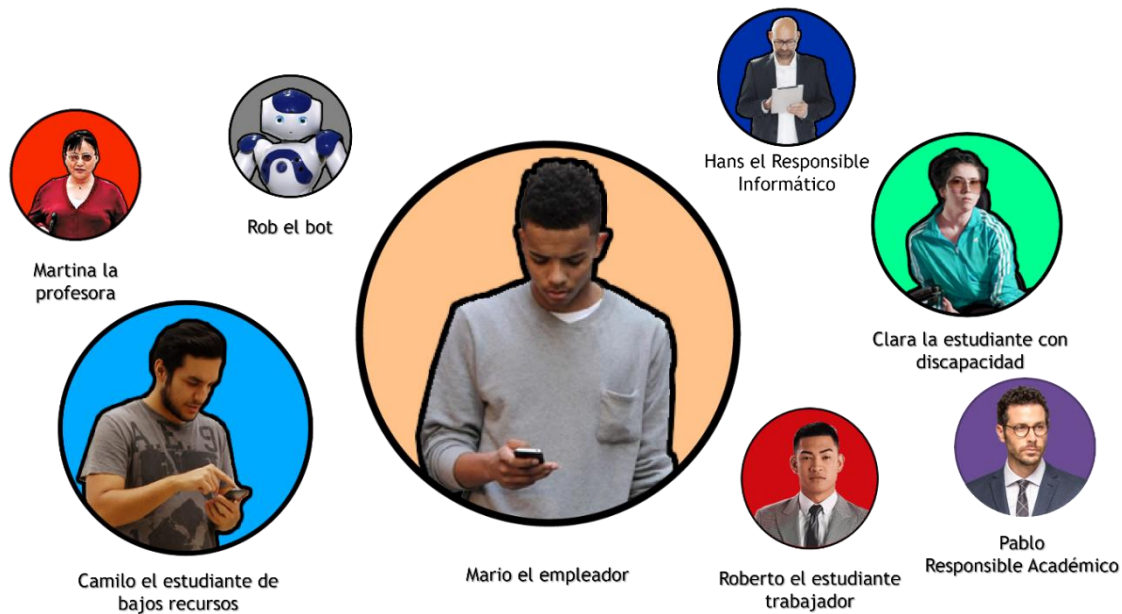 Martina la
profesora
Rob el bot
Hans el Responsible
Informático
Clara la estudiante con
discapacidad
Camilo el estudiante de
bajos recursos
Mario el empleador
Roberto el estudiante
trabajador
Pablo
Responsible Académico
A 9